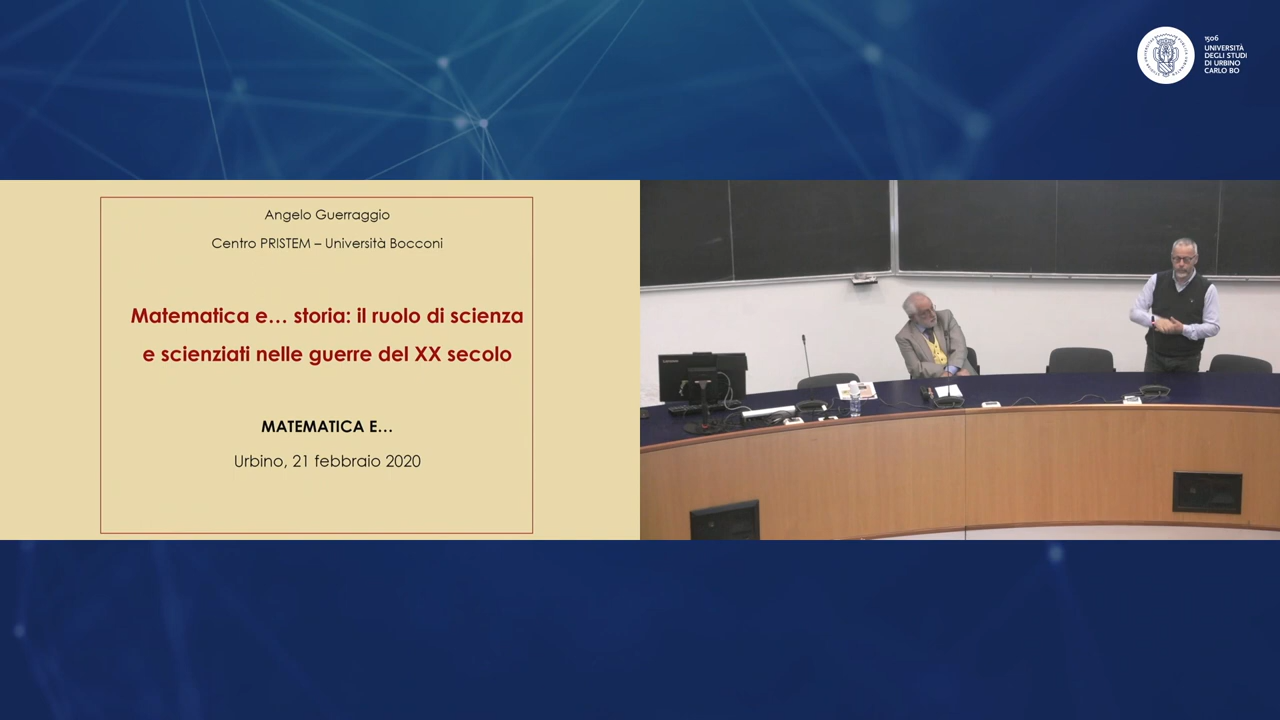 1506
UNIVERSITÀ
DEGLI STUDI
DI URBINO
CARLO BO
Angelo Guerraggio
Centro PRISTEM – Università Bocconi
Matematica e... storia: il ruolo di scienza
e scienziati nelle guerre del XX secolo
MATEMATICA E...
Urbino, 21 febbraio 2020